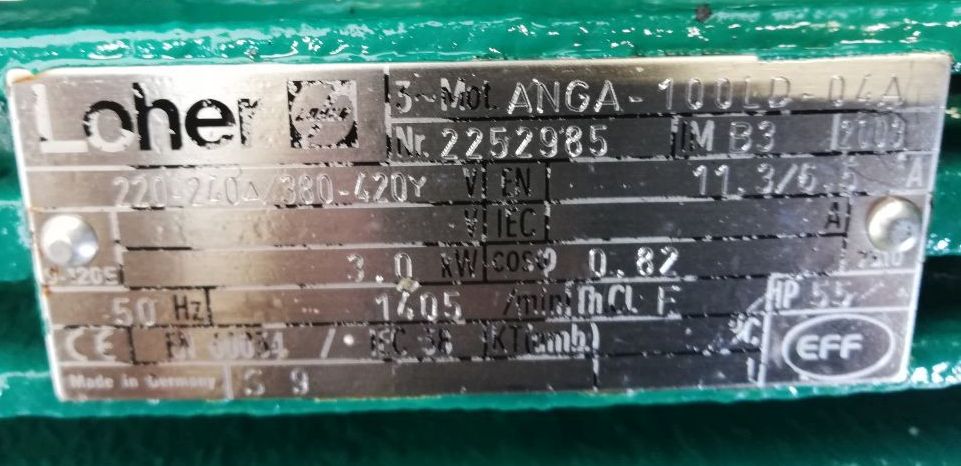 Loher Loher 3~Mot. ANGA-100LD-04A
Nr. 2252985 IM B3 2003
220-240△/380-420Y V EN 11.3/6.5 A
V IEC A
3.0 kW cosφ 0.82
50 Hz 1405 /min Th.Cl. F IP 55
CE EN 60034 / IEC 38 KT(amb) °C EFF
Made in Germany S 9